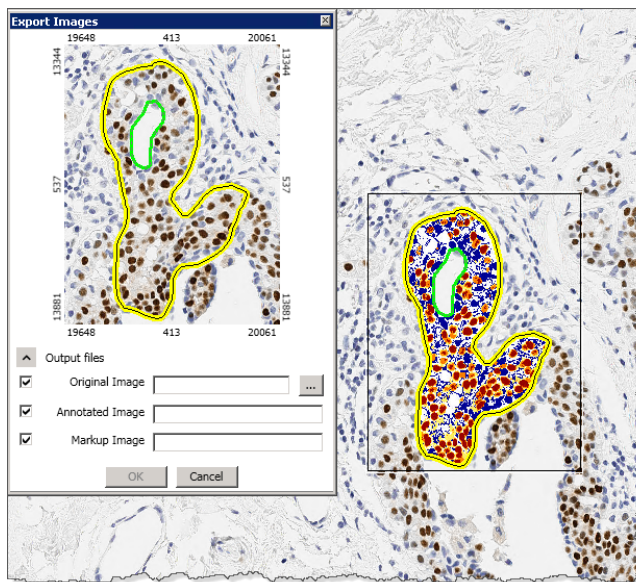 Export Images
19648 413 20061
13344 13344
537 537
13881 13881
19648 413 20061
Output files
Original Image ...
Annotated Image
Markup Image
OK Cancel